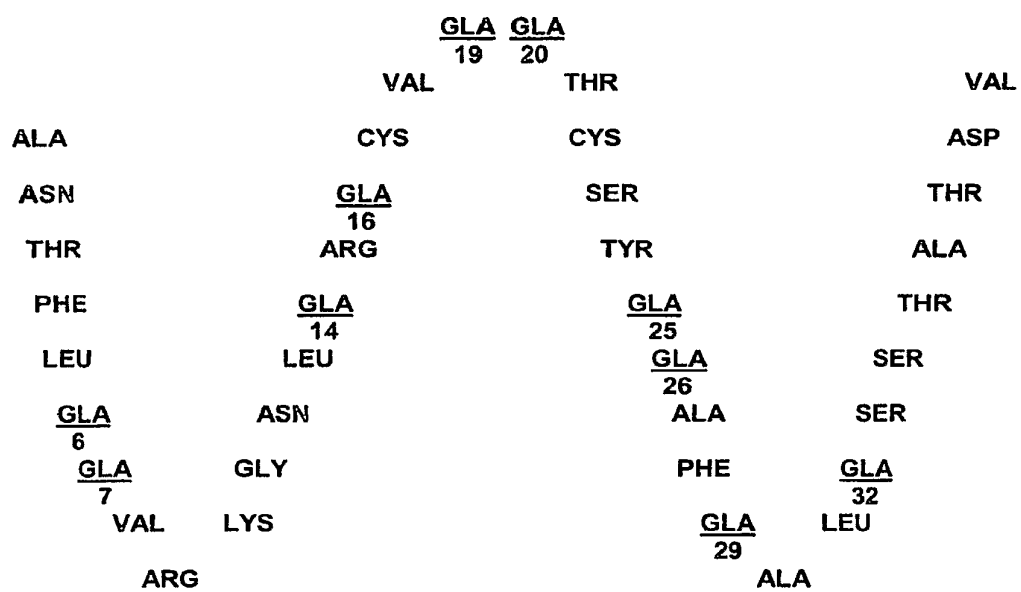 GLA GLA
19 20
VAL THR VAL
ALA CYS CYS ASP
ASN GLA SER THR
16
THR ARG TYR ALA
PHE GLA GLA THR
14 25
LEU LEU GLA SER
26
GLA ASN ALA SER
6
GLA GLY PHE GLA
7 32
VAL LYS GLA LEU
29
ARG ALA